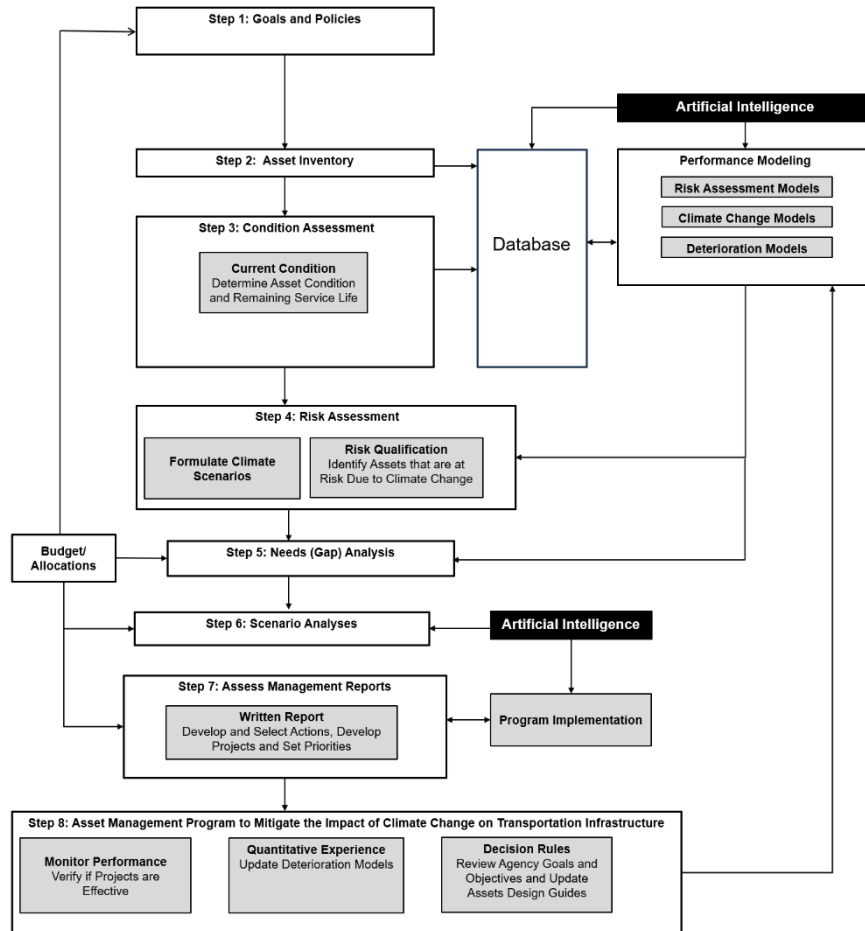 Step 1: Goals and Policies
Artificial Intelligence
Step 2: Asset Inventory
Database
Performance Modeling
Risk Assessment Models
Climate Change Models
Deterioration Models
Step 3: Condition Assessment
Current Condition
Determine Asset Condition
and Remaining Service Life
Step 4: Risk Assessment
Formulate Climate
Scenarios
Risk Qualification
Identify Assets that are at
Risk Due to Climate Change
Budget/
Allocations
Step 5: Needs (Gap) Analysis
Step 6: Scenario Analyses
Artificial Intelligence
Step 7: Assess Management Reports
Written Report
Develop and Select Actions, Develop
Projects and Set Priorities
Program Implementation
Step 8: Asset Management Program to Mitigate the Impact of Climate Change on Transportation Infrastructure
Monitor Performance
Verify if Projects are
Effective
Quantitative Experience
Update Deterioration Models
Decision Rules
Review Agency Goals and
Objectives and Update
Assets Design Guides